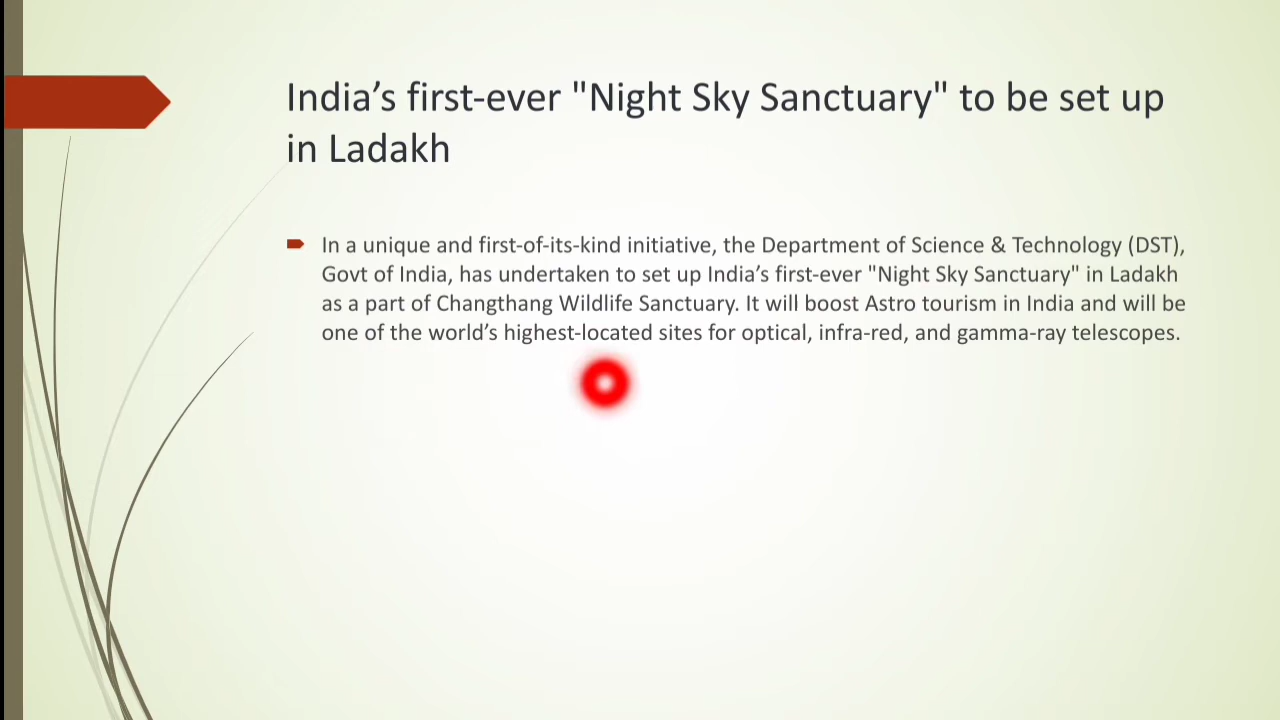 India’s first-ever "Night Sky Sanctuary" to be set up
in Ladakh
In a unique and first-of-its-kind initiative, the Department of Science & Technology (DST),
Govt of India, has undertaken to set up India’s first-ever "Night Sky Sanctuary" in Ladakh
as a part of Changthang Wildlife Sanctuary. It will boost Astro tourism in India and will be
one of the world’s highest-located sites for optical, infra-red, and gamma-ray telescopes.